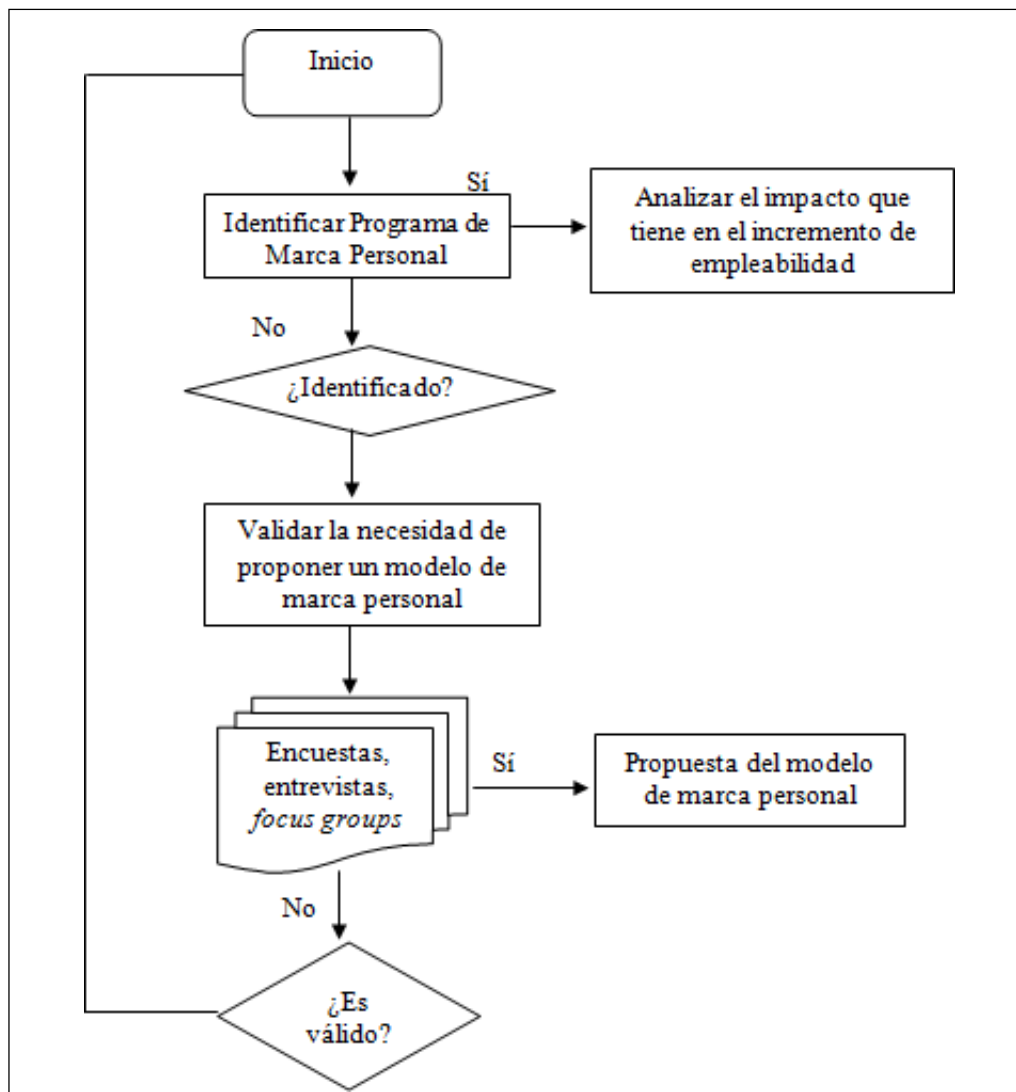 Inicio
Sí
Identificar Programa de
Marca Personal
Analizar el impacto que
tiene en el incremento de
empleabilidad
No
¿Identificado?
Validar la necesidad de
proponer un modelo de
marca personal
Encuestas,
entrevistas,
focus groups
Sí
Propuesta del modelo
de marca personal
No
¿Es
válido?